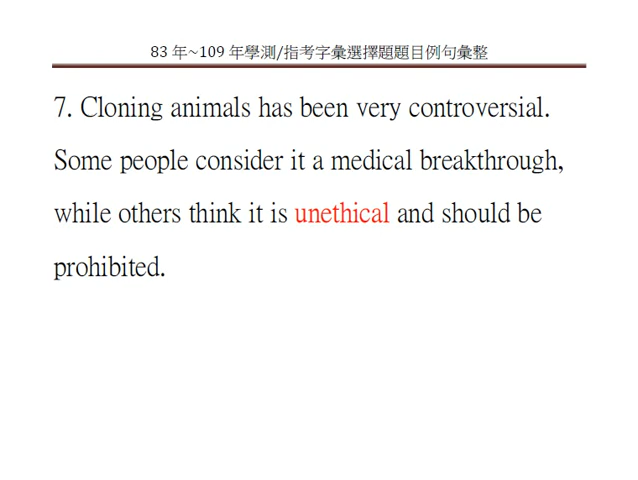 83 年~109 年學測/指考字彙選擇題題目例句彙整
7. Cloning animals has been very controversial.
Some people consider it a medical breakthrough,
while others think it is unethical and should be
prohibited.